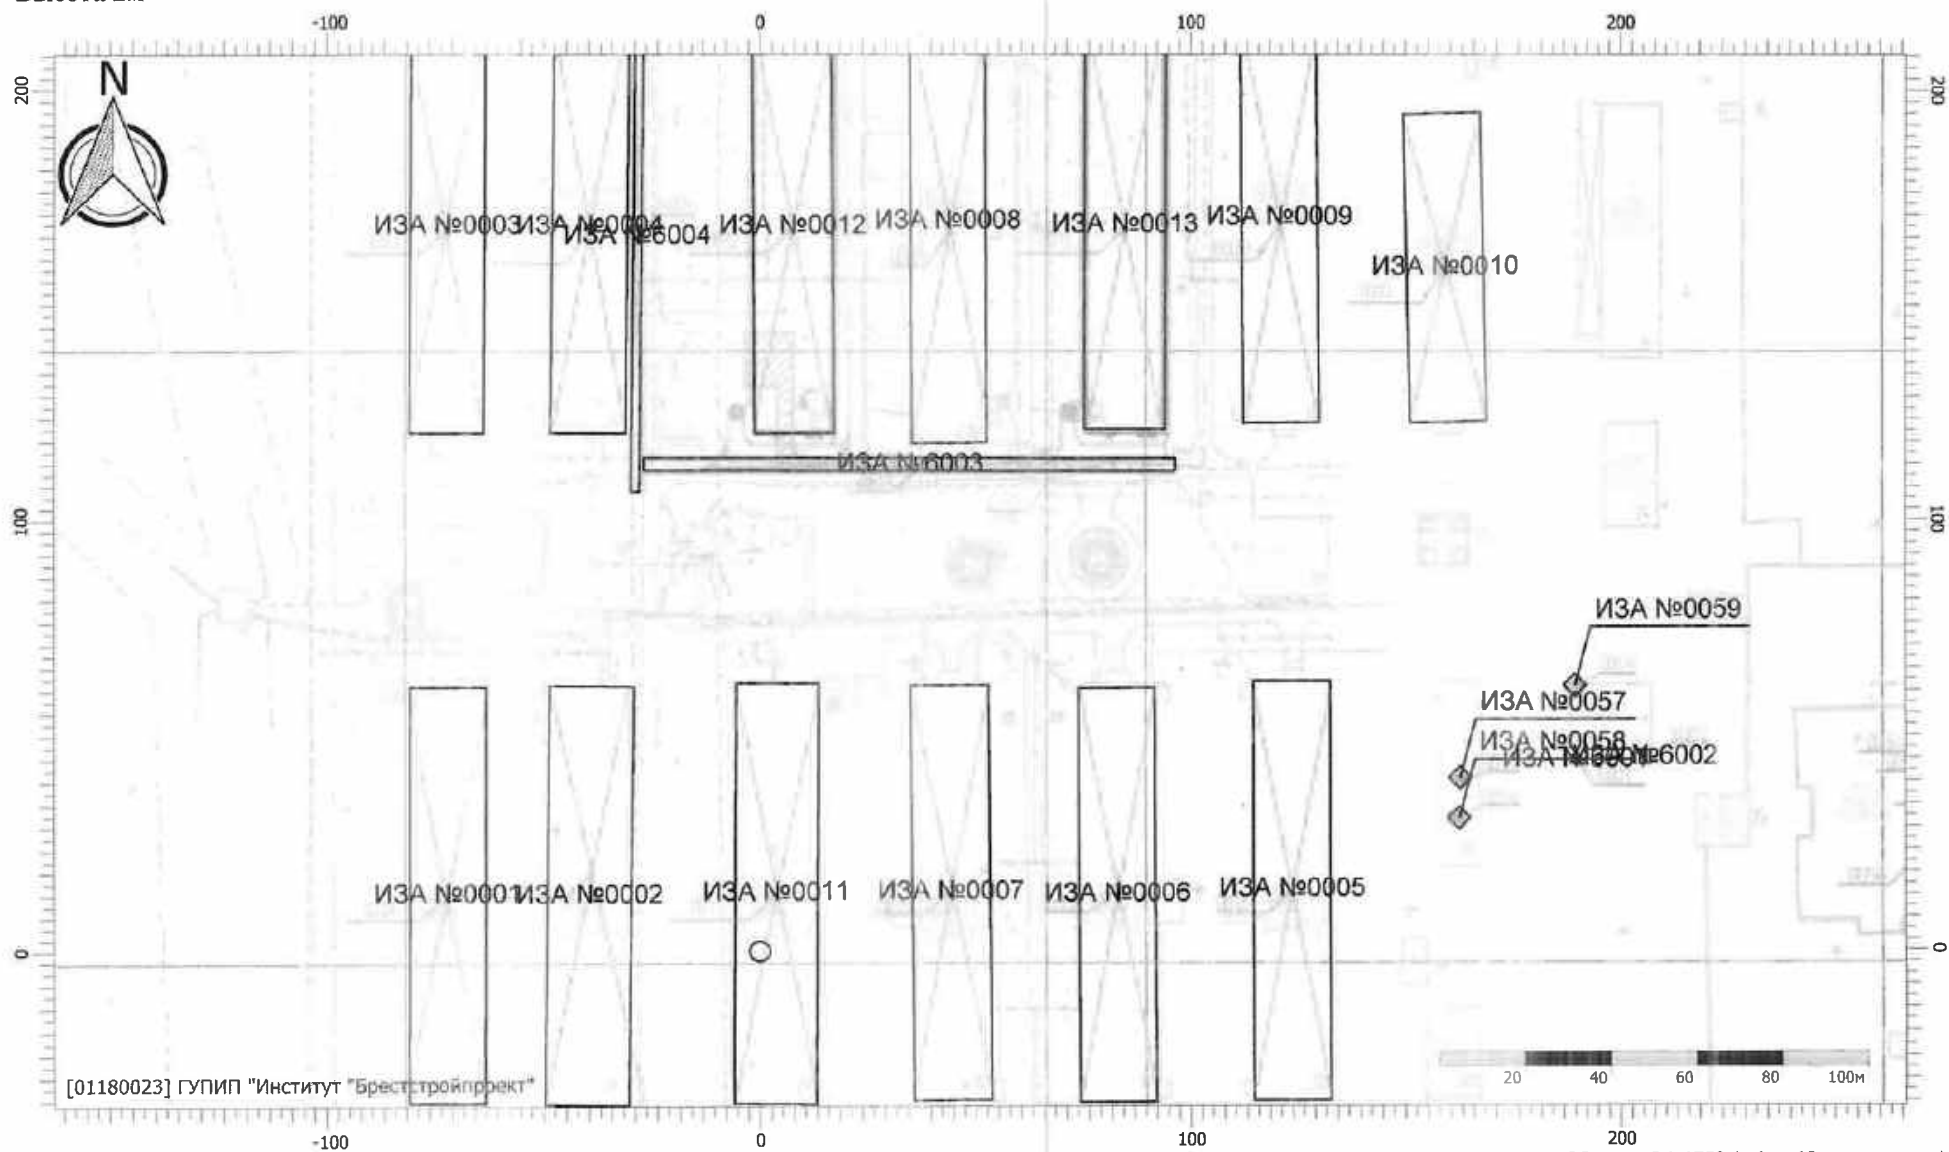 -100 0 100 200
200 200
N
ИЗА №0003 ИЗА №0004 ИЗА №6004 ИЗА №0012 ИЗА №0008 ИЗА №0013 ИЗА №0009
ИЗА №0010
ИЗА №6003
100 100
ИЗА №0059
ИЗА №0057
ИЗА №0058
№6002
ИЗА №0001 ИЗА №0002 ИЗА №0011 ИЗА №0007 ИЗА №0006 ИЗА №0005
0 0
20 40 60 80 100м
[01180023] ГУПИП "Институт "Брестстройпроект"
-100 0 100 200